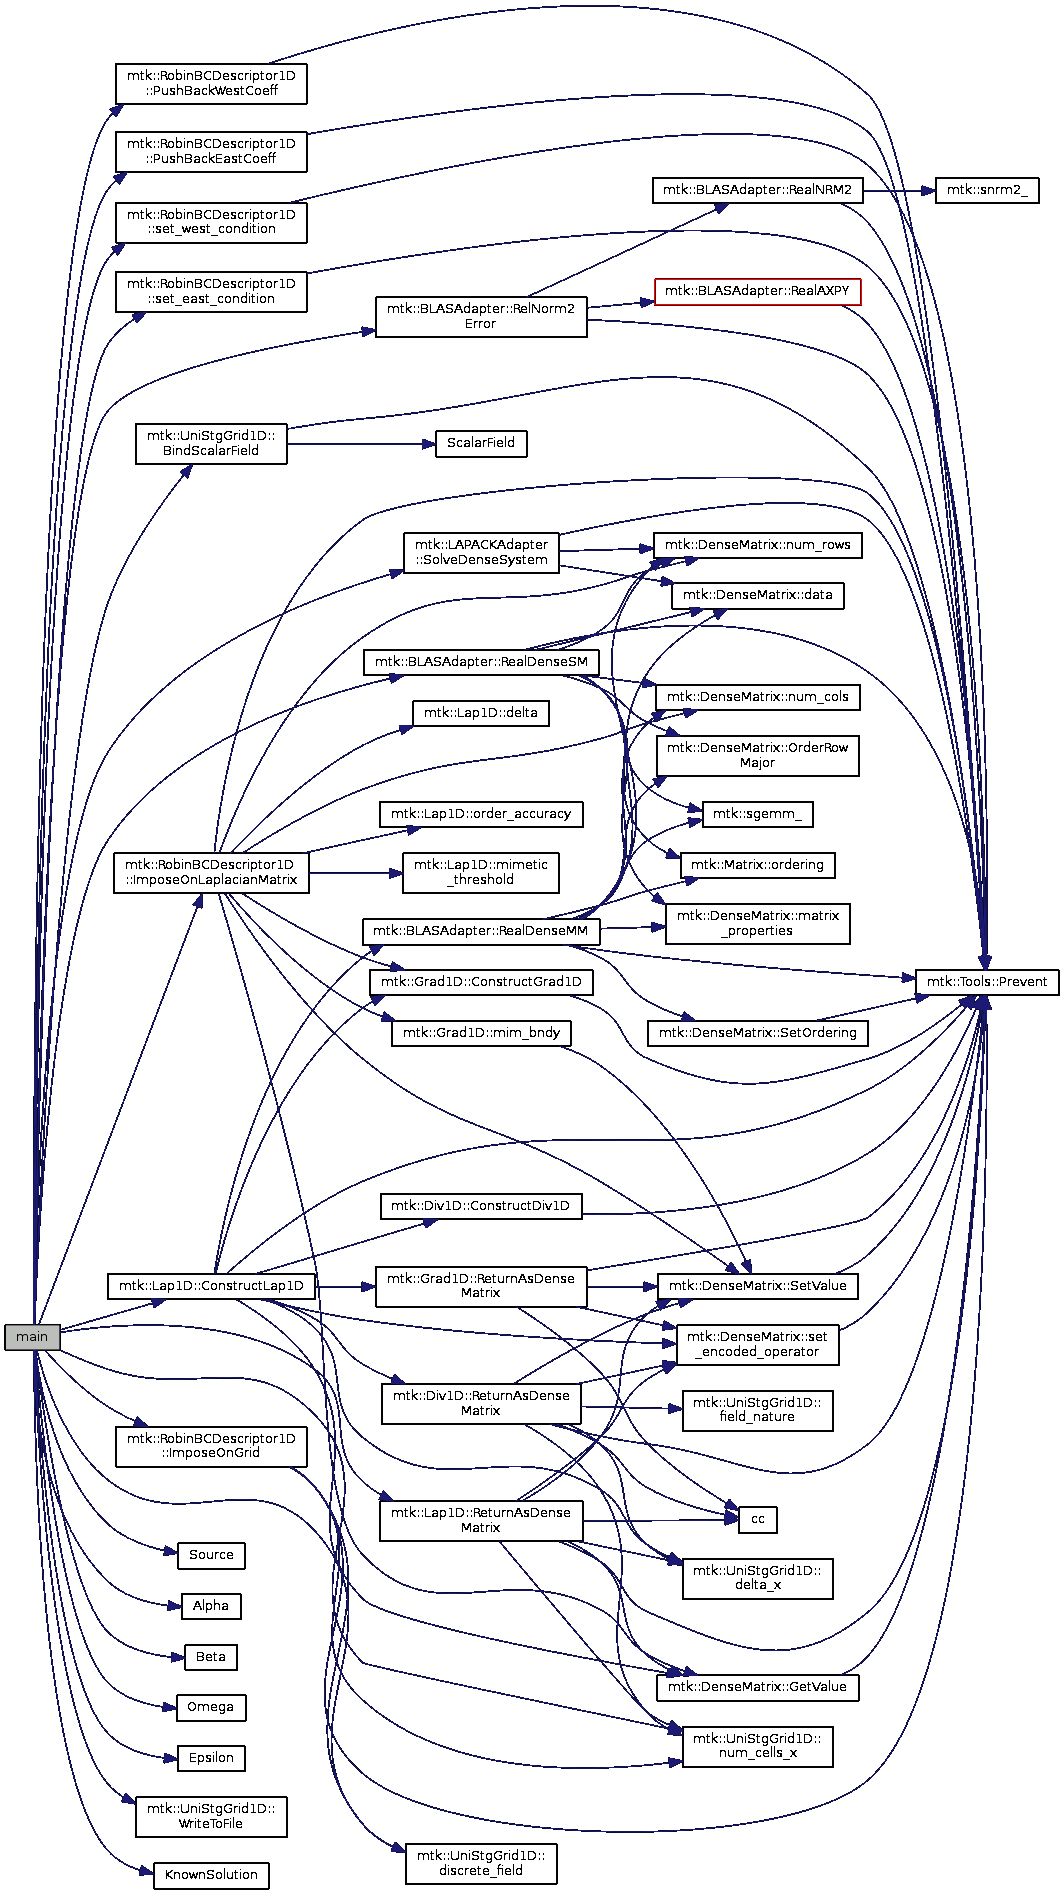 mtk::RobinBCDescriptor1D
::PushBackWestCoeff
mtk::RobinBCDescriptor1D
::PushBackEastCoeff
mtk::BLASAdapter::RealNRM2
mtk::snrm2_
mtk::RobinBCDescriptor1D
::set_west_condition
mtk::RobinBCDescriptor1D
::set_east_condition
mtk::BLASAdapter::RealAXPY
mtk::BLASAdapter::RelNorm2
Error
mtk::UniStgGrid1D::
BindScalarField
ScalarField
mtk::LAPACKAdapter
::SolveDenseSystem
mtk::DenseMatrix::num_rows
mtk::DenseMatrix::data
mtk::BLASAdapter::RealDenseSM
mtk::DenseMatrix::num_cols
mtk::Lap1D::delta
mtk::DenseMatrix::OrderRow
Major
mtk::Lap1D::order_accuracy
mtk::sgemm_
mtk::RobinBCDescriptor1D
::ImposeOnLaplacianMatrix
mtk::Lap1D::mimetic
_threshold
mtk::Matrix::ordering
mtk::BLASAdapter::RealDenseMM
mtk::DenseMatrix::matrix
_properties
mtk::Grad1D::ConstructGrad1D
mtk::Tools::Prevent
mtk::Grad1D::mim_bndy
mtk::DenseMatrix::SetOrdering
mtk::Div1D::ConstructDiv1D
mtk::Lap1D::ConstructLap1D
mtk::Grad1D::ReturnAsDense
Matrix
mtk::DenseMatrix::SetValue
main
mtk::DenseMatrix::set
_encoded_operator
mtk::Div1D::ReturnAsDense
Matrix
mtk::UniStgGrid1D::
field_nature
mtk::RobinBCDescriptor1D
::ImposeOnGrid
mtk::Lap1D::ReturnAsDense
Matrix
cc
Source
mtk::UniStgGrid1D::
delta_x
Alpha
Beta
mtk::DenseMatrix::GetValue
Omega
mtk::UniStgGrid1D::
num_cells_x
Epsilon
mtk::UniStgGrid1D::
WriteToFile
mtk::UniStgGrid1D::
discrete_field
KnownSolution